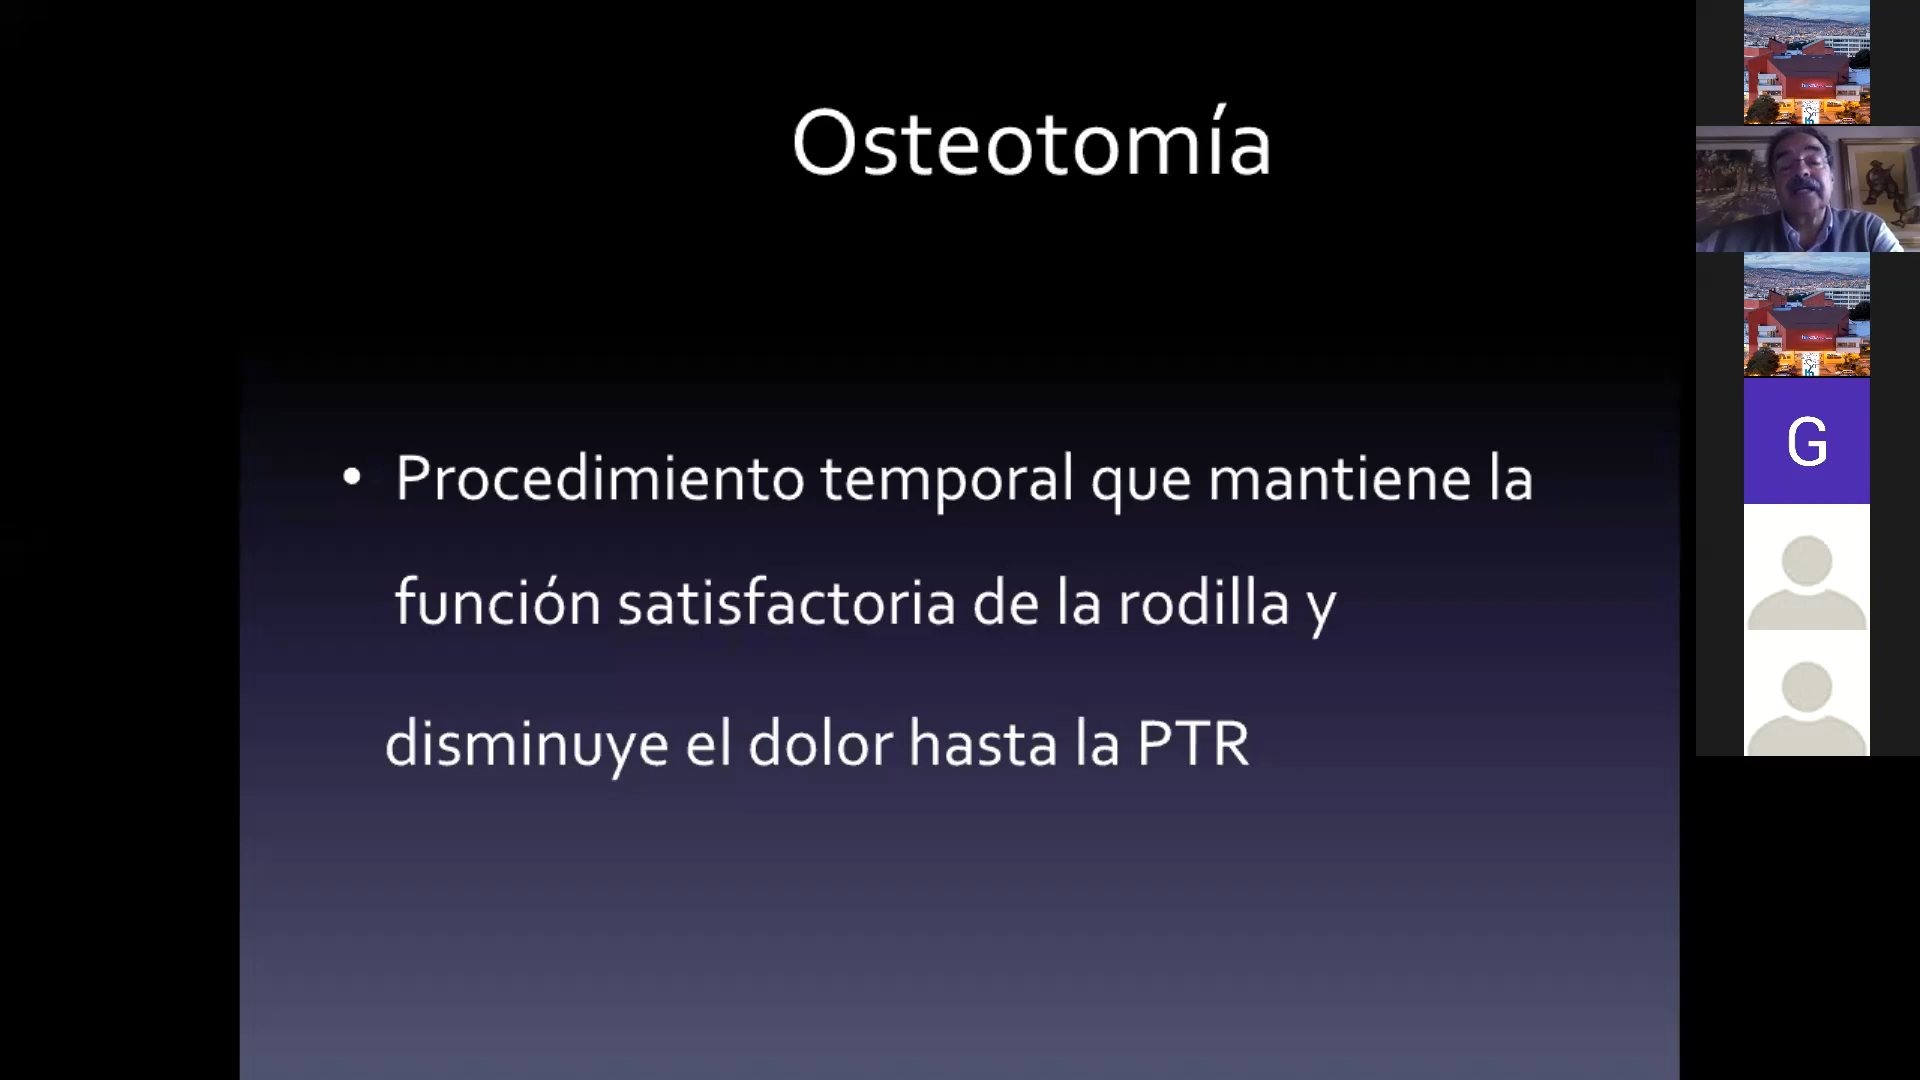 Osteotomía
• Procedimiento temporal que mantiene la
función satisfactoria de la rodilla y
disminuye el dolor hasta la PTR
G